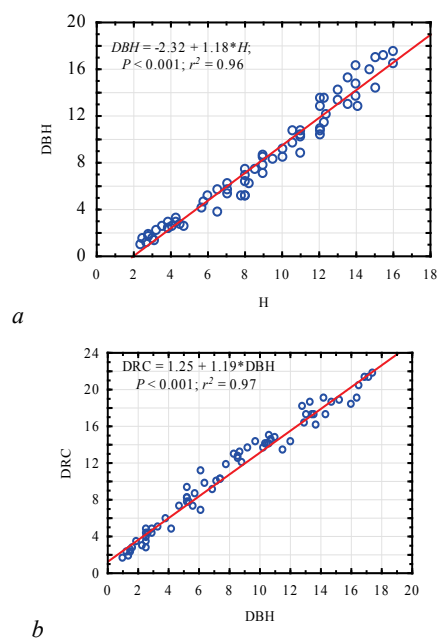 20
16
12
8
4
0
DBH
DBH = -2.32 + 1.18*H;
P < 0.001; r² = 0.96
0 2 4 6 8 10 12 14 16 18
H
a
24
20
16
12
8
4
0
DRC
DRC = 1.25 + 1.19*DBH
P < 0.001; r² = 0.97
0 2 4 6 8 10 12 14 16 18 20
DBH
b